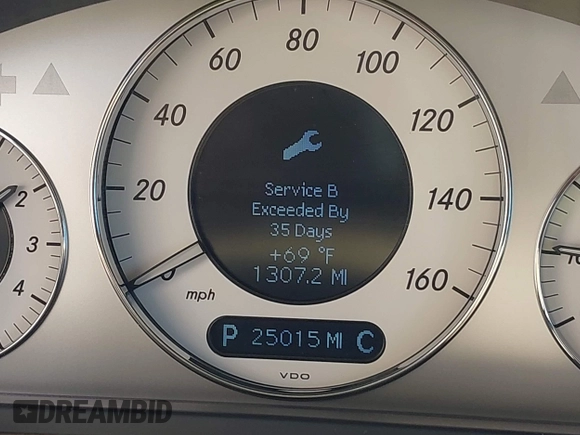 80
60 100
40 120
20 140
0 160
mph
Service B
Exceeded By
35 Days
+69 °F
1307.2 MI
P 25015 MI C
VDO
2
3
4
DREAMBID